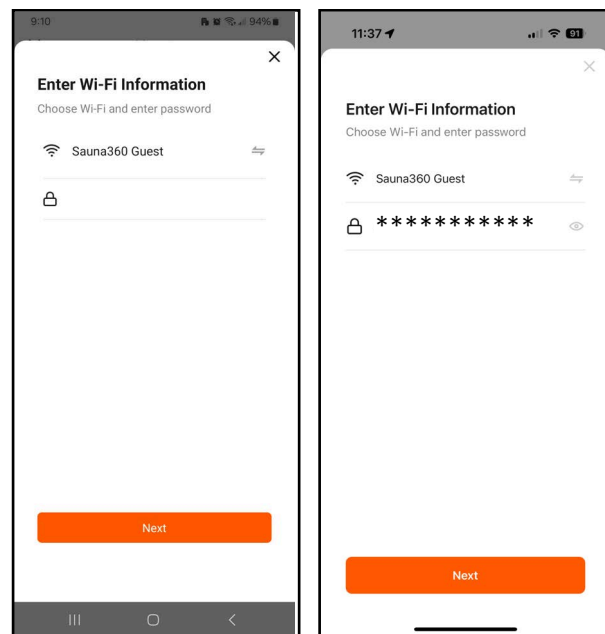 9:10
94%
Enter Wi-Fi Information
Choose Wi-Fi and enter password
Sauna360 Guest
Next
11:37
91
Enter Wi-Fi Information
Choose Wi-Fi and enter password
Sauna360 Guest
***********
Next